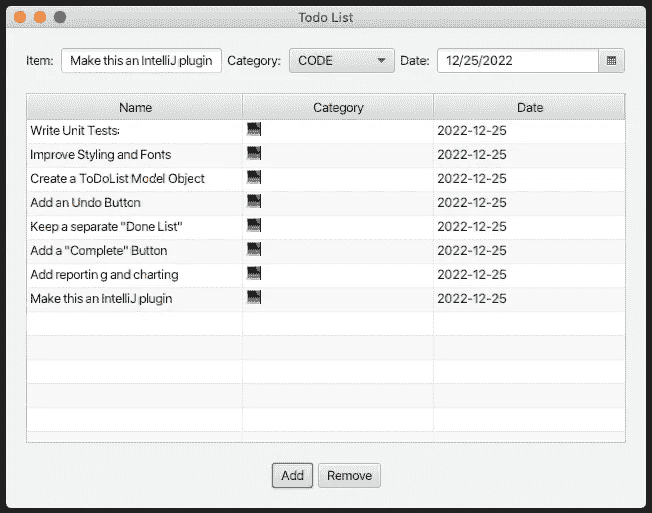 Todo List
Item: Make this an IntelliJ plugin Category: CODE Date: 12/25/2022
Name Category Date
Write Unit Tests: 2022-12-25
Improve Styling and Fonts 2022-12-25
Create a ToDoList Model Object 2022-12-25
Add an Undo Button 2022-12-25
Keep a separate "Done List" 2022-12-25
Add a "Complete" Button 2022-12-25
Add reporting and charting 2022-12-25
Make this an IntelliJ plugin 2022-12-25
Add Remove